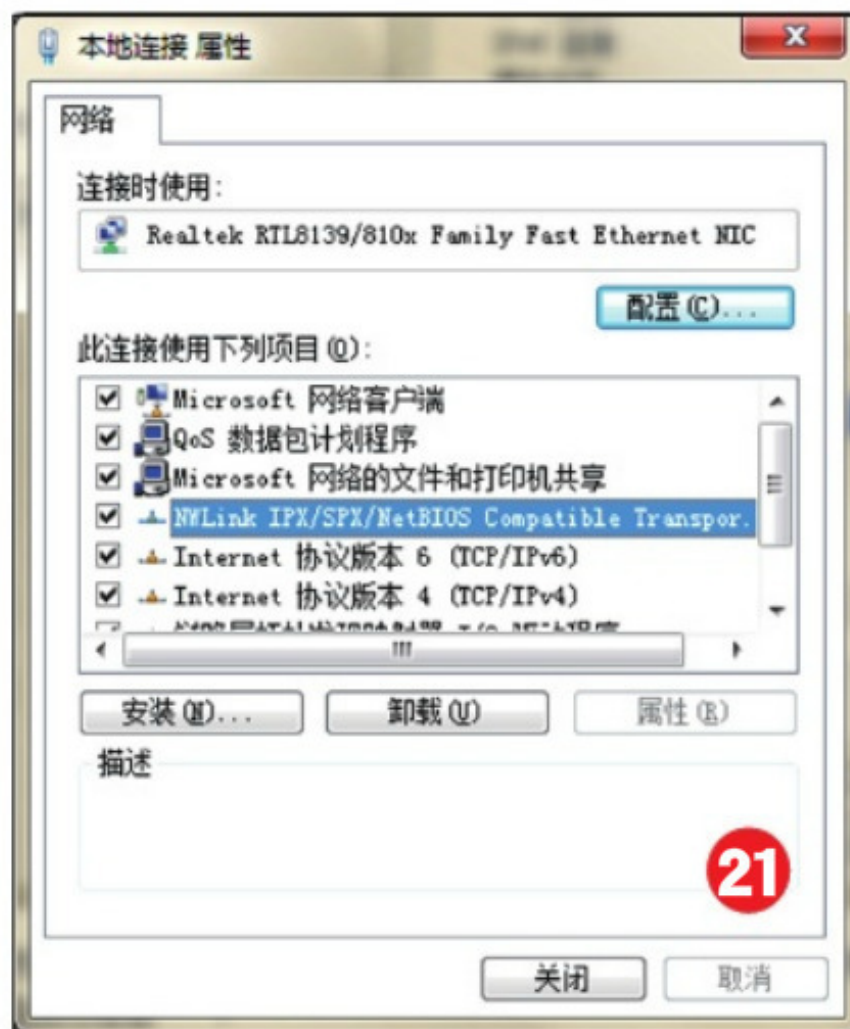 本地连接 属性
网络
连接时使用:
Realtek RTL8139/810x Family Fast Ethernet NIC
配置(C)...
此连接使用下列项目(O):
Microsoft 网络客户端
QoS 数据包计划程序
Microsoft 网络的文件和打印机共享
NWLink IPX/SPX/NetBIOS Compatible Transpor.
Internet 协议版本 6 (TCP/IPv6)
Internet 协议版本 4 (TCP/IPv4)
安装(N)...
卸载(U)
属性(R)
描述
21
关闭
取消